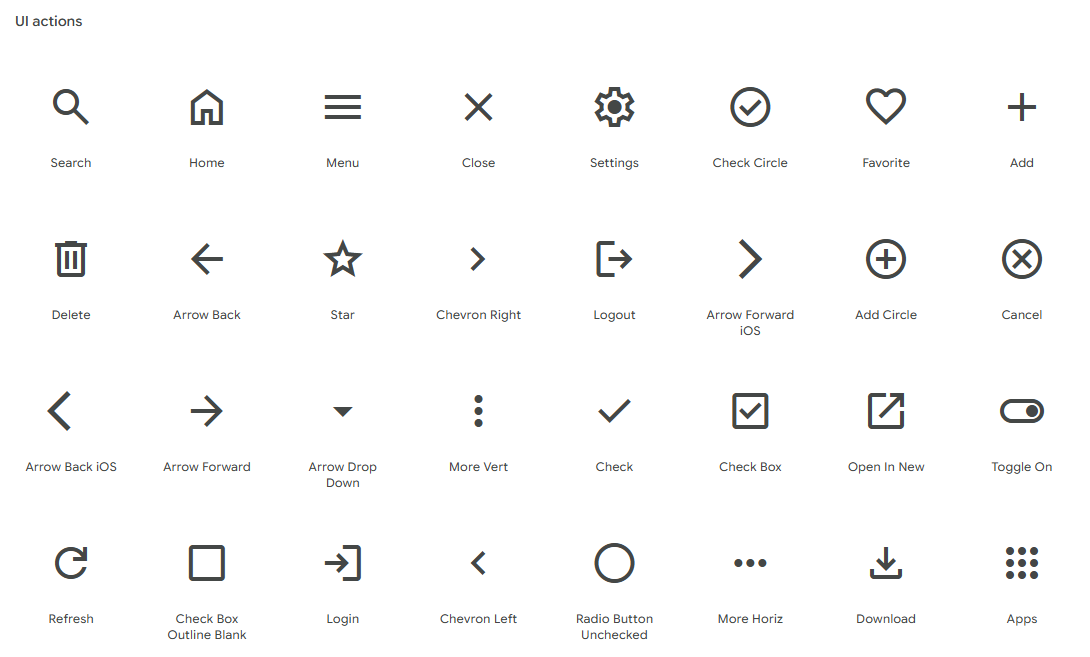 UI actions
Search
Home
Menu
Close
Settings
Check Circle
Favorite
Add
Delete
Arrow Back
Star
Chevron Right
Logout
Arrow Forward
iOS
Add Circle
Cancel
Arrow Back iOS
Arrow Forward
Arrow Drop
Down
More Vert
Check
Check Box
Open In New
Toggle On
Refresh
Check Box
Outline Blank
Login
Chevron Left
Radio Button
Unchecked
More Horiz
Download
Apps